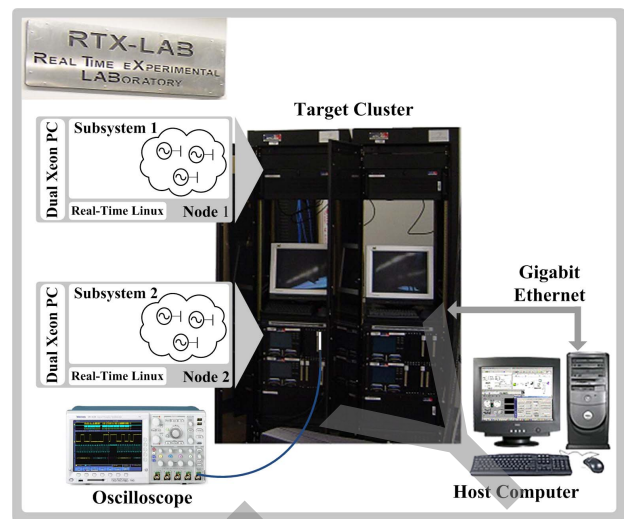 RTX-LAB
REAL TIME EXPERIMENTAL
LABORATORY
Target Cluster
Dual Xeon PC
Subsystem 1
Real-Time Linux
Node 1
Gigabit
Ethernet
Dual Xeon PC
Subsystem 2
Real-Time Linux
Node 2
Oscilloscope
Host Computer